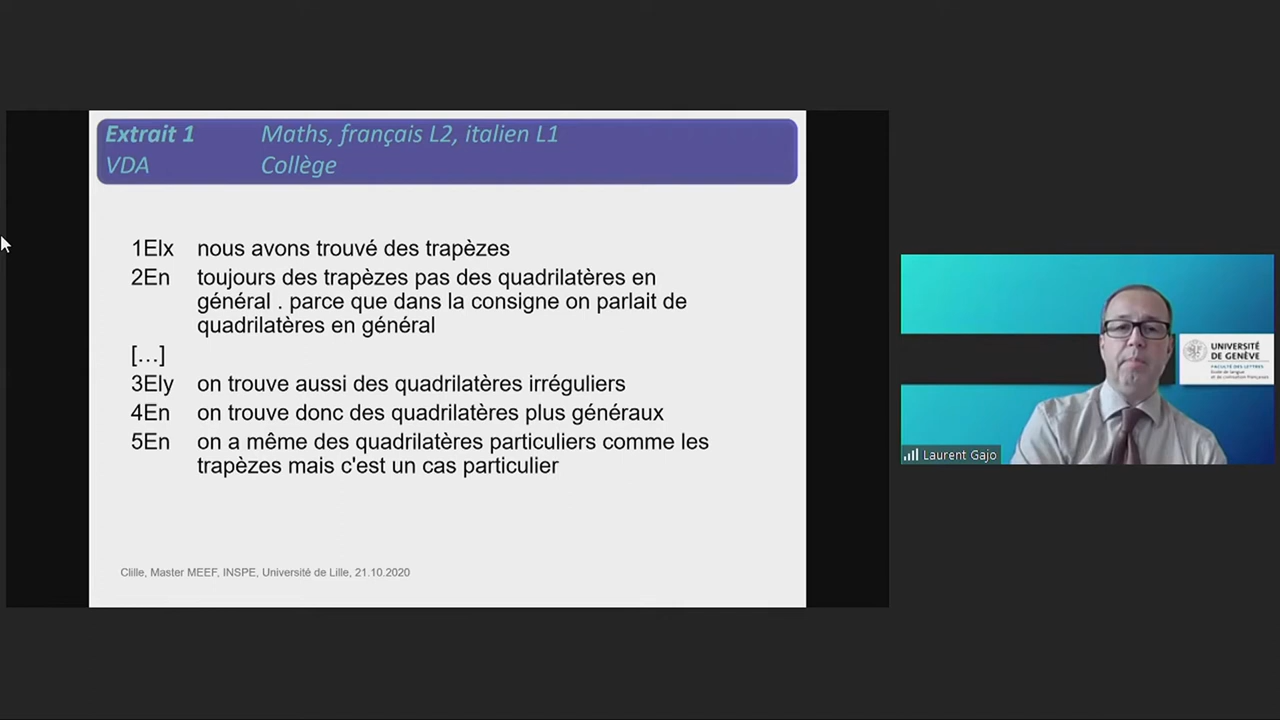 Extrait 1 Maths, français L2, italien L1
VDA Collège
1Elx nous avons trouvé des trapèzes
2En toujours des trapèzes pas des quadrilatères en
général . parce que dans la consigne on parlait de
quadrilatères en général
[...]
3Ely on trouve aussi des quadrilatères irréguliers
4En on trouve donc des quadrilatères plus généraux
5En on a même des quadrilatères particuliers comme les
trapèzes mais c'est un cas particulier
Clille, Master MEEF, INSPE, Université de Lille, 21.10.2020
UNIVERSITÉ
DE GENÈVE
FACULTÉ DES LETTRES
Laurent Gajo